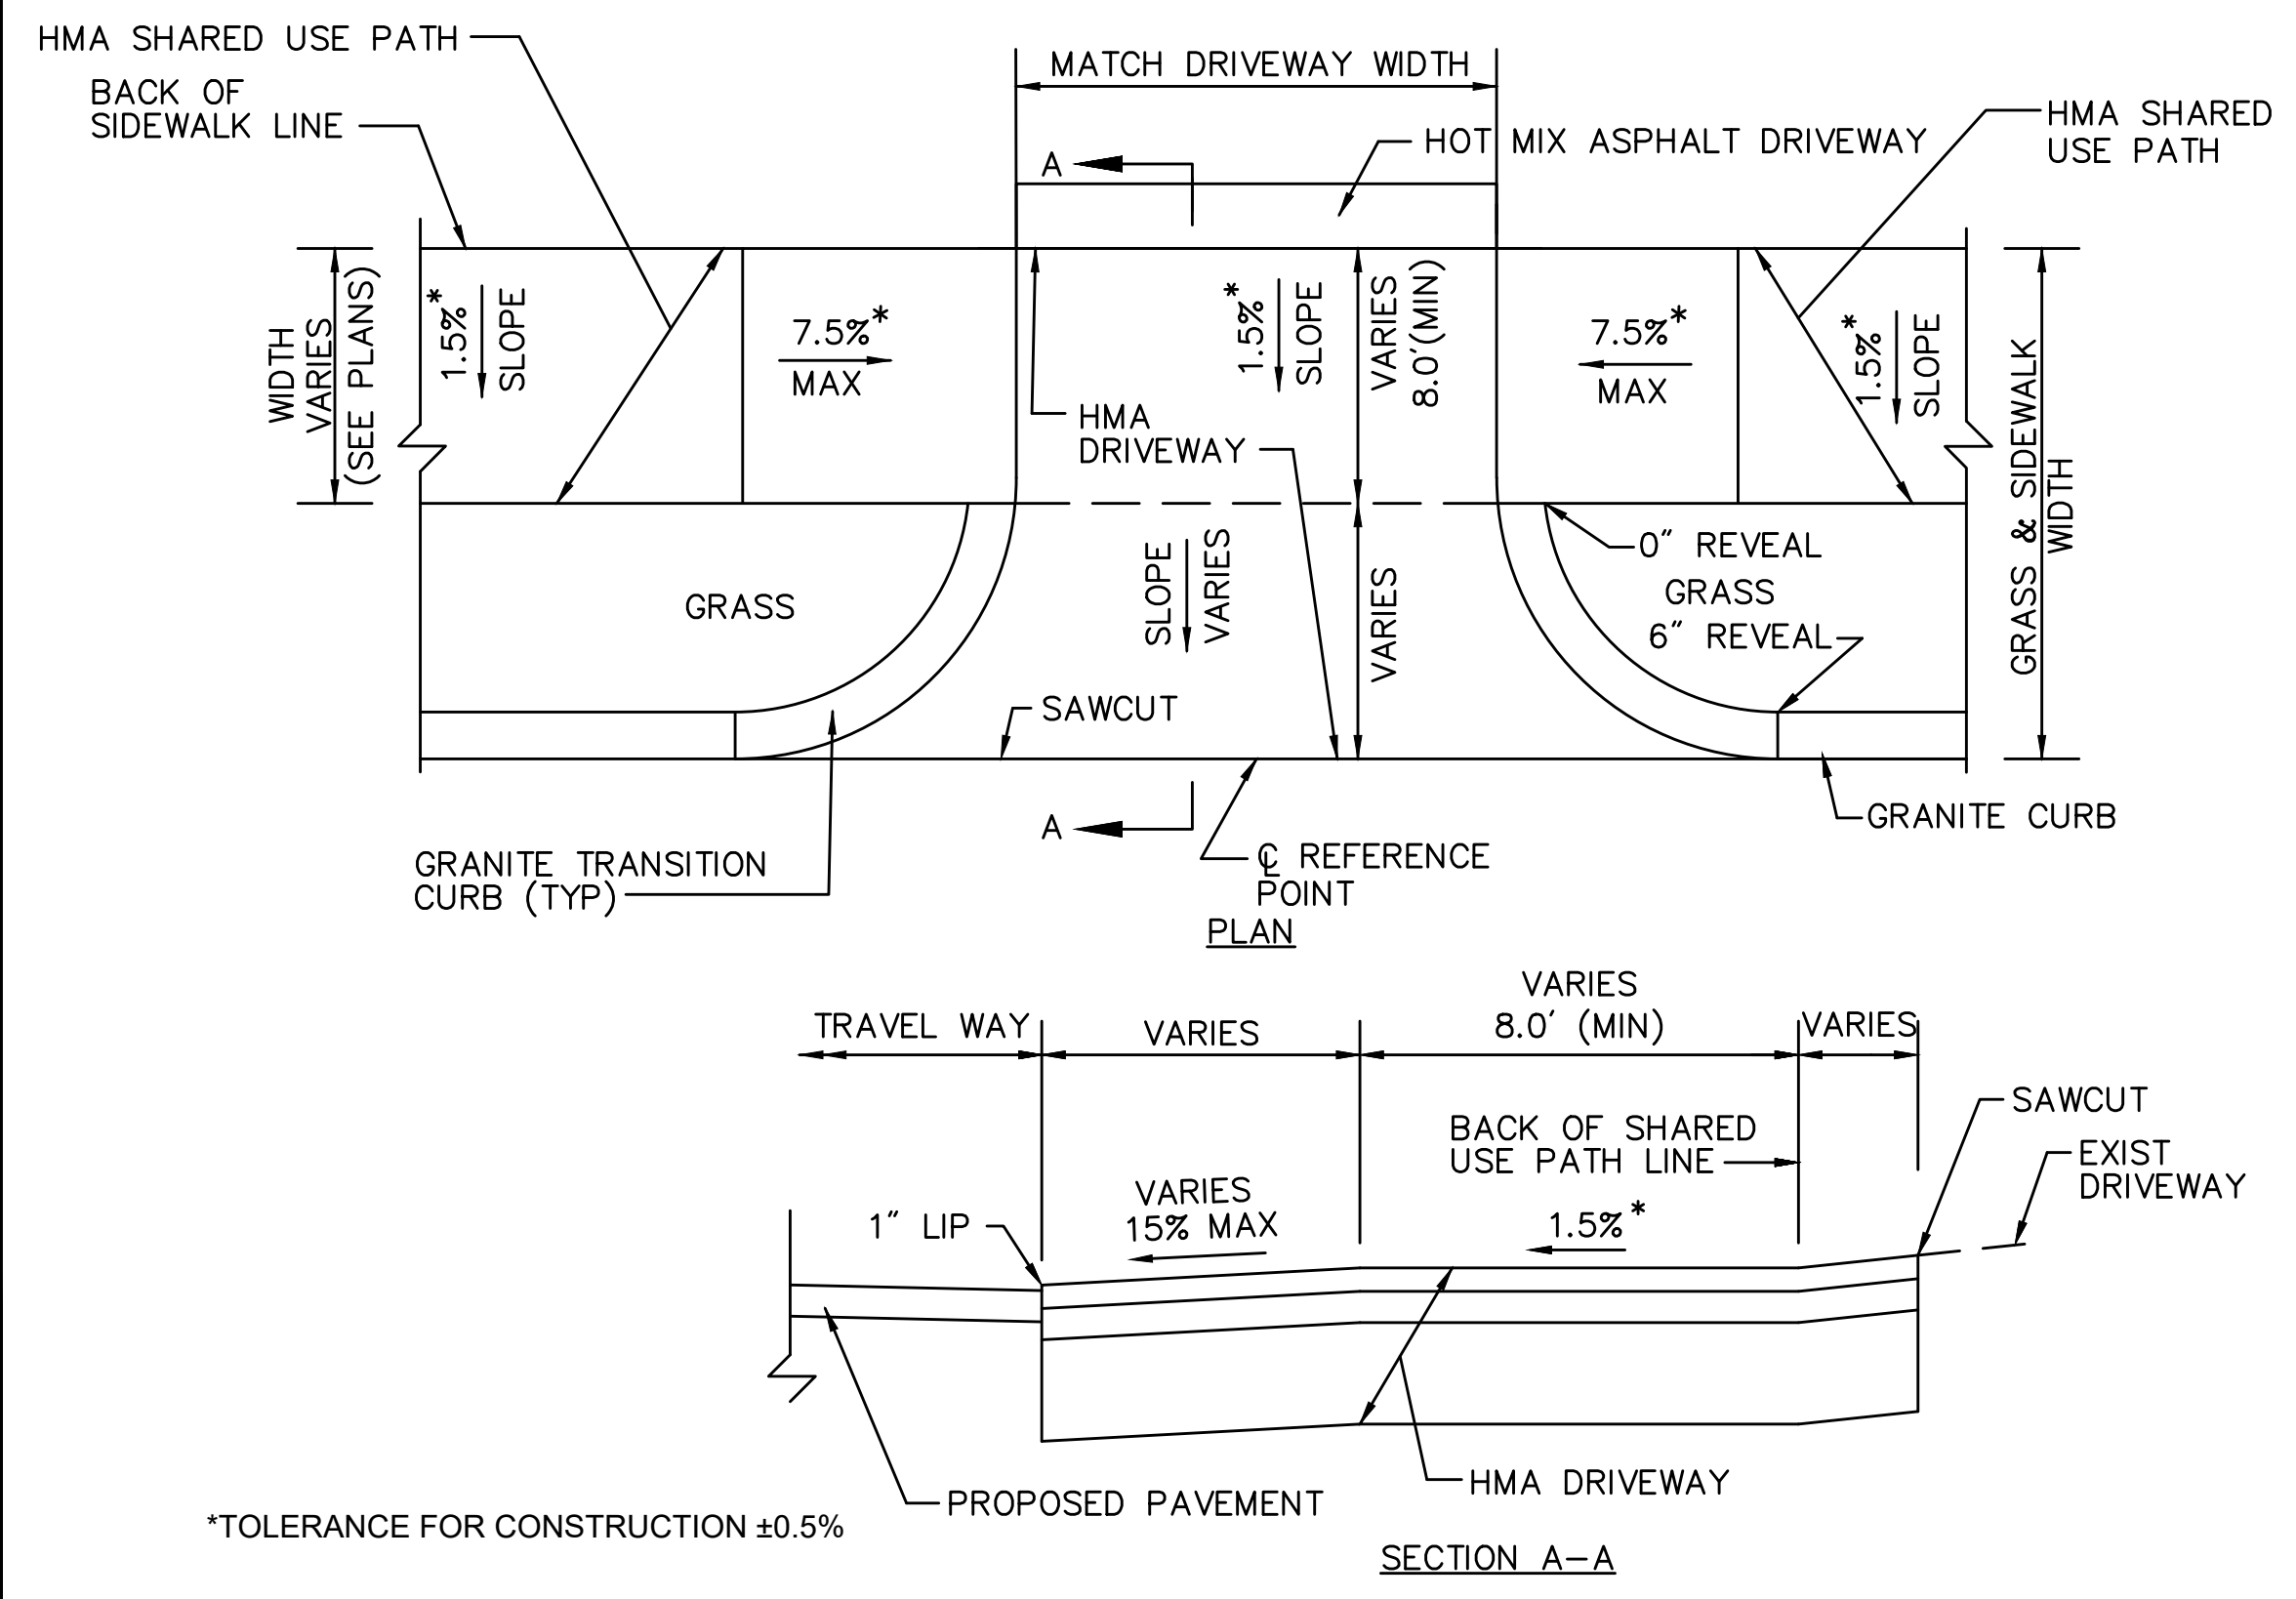 HMA SHARED USE PATH
BACK OF
SIDEWALK LINE
MATCH DRIVEWAY WIDTH
HOT MIX ASPHALT DRIVEWAY
HMA SHARED
USE PATH
A
WIDTH
VARIES
(SEE PLANS)
1.5%*
SLOPE
7.5%*
MAX
1.5%*
SLOPE
VARIES
8.0'(MIN)
7.5%*
MAX
1.5%*
SLOPE
GRASS & SIDEWALK
WIDTH
HMA
DRIVEWAY
0" REVEAL
GRASS
6" REVEAL
GRASS
SLOPE
VARIES
VARIES
SAWCUT
A
GRANITE CURB
GRANITE TRANSITION
CURB (TYP)
℄ REFERENCE
POINT
PLAN
TRAVEL WAY
VARIES
VARIES
8.0' (MIN)
VARIES
SAWCUT
BACK OF SHARED
USE PATH LINE
EXIST
DRIVEWAY
1" LIP
VARIES
15% MAX
1.5%*
HMA DRIVEWAY
PROPOSED PAVEMENT
*TOLERANCE FOR CONSTRUCTION ±0.5%
SECTION A-A